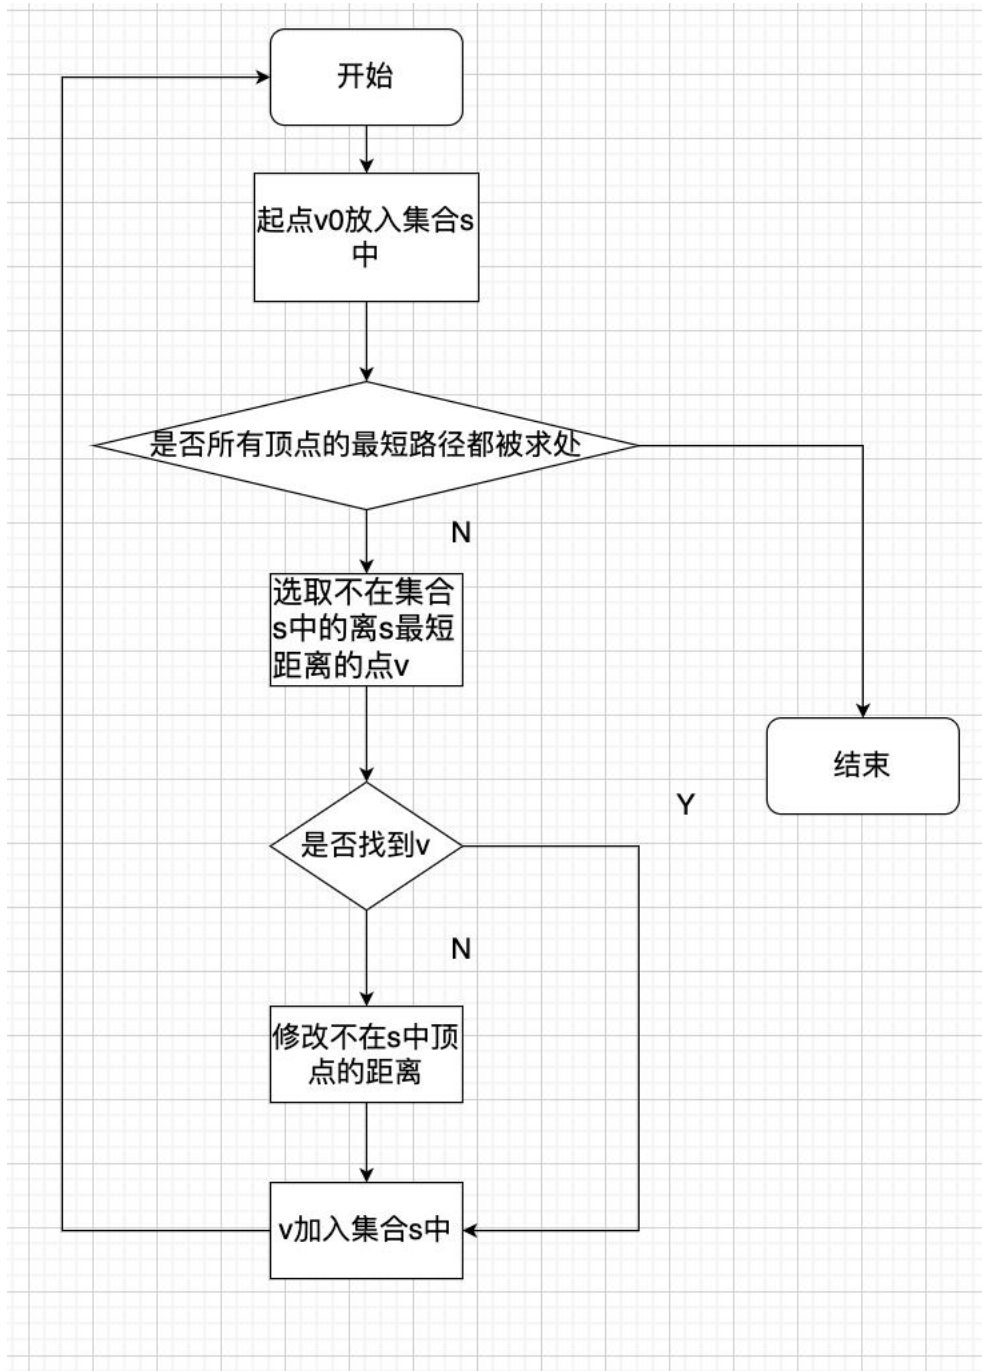 开始
起点v0放入集合s
中
是否所有顶点的最短路径都被求处
N
选取不在集合
s中的离s最短
距离的点v
结束
Y
是否找到v
N
修改不在s中顶
点的距离
v加入集合s中